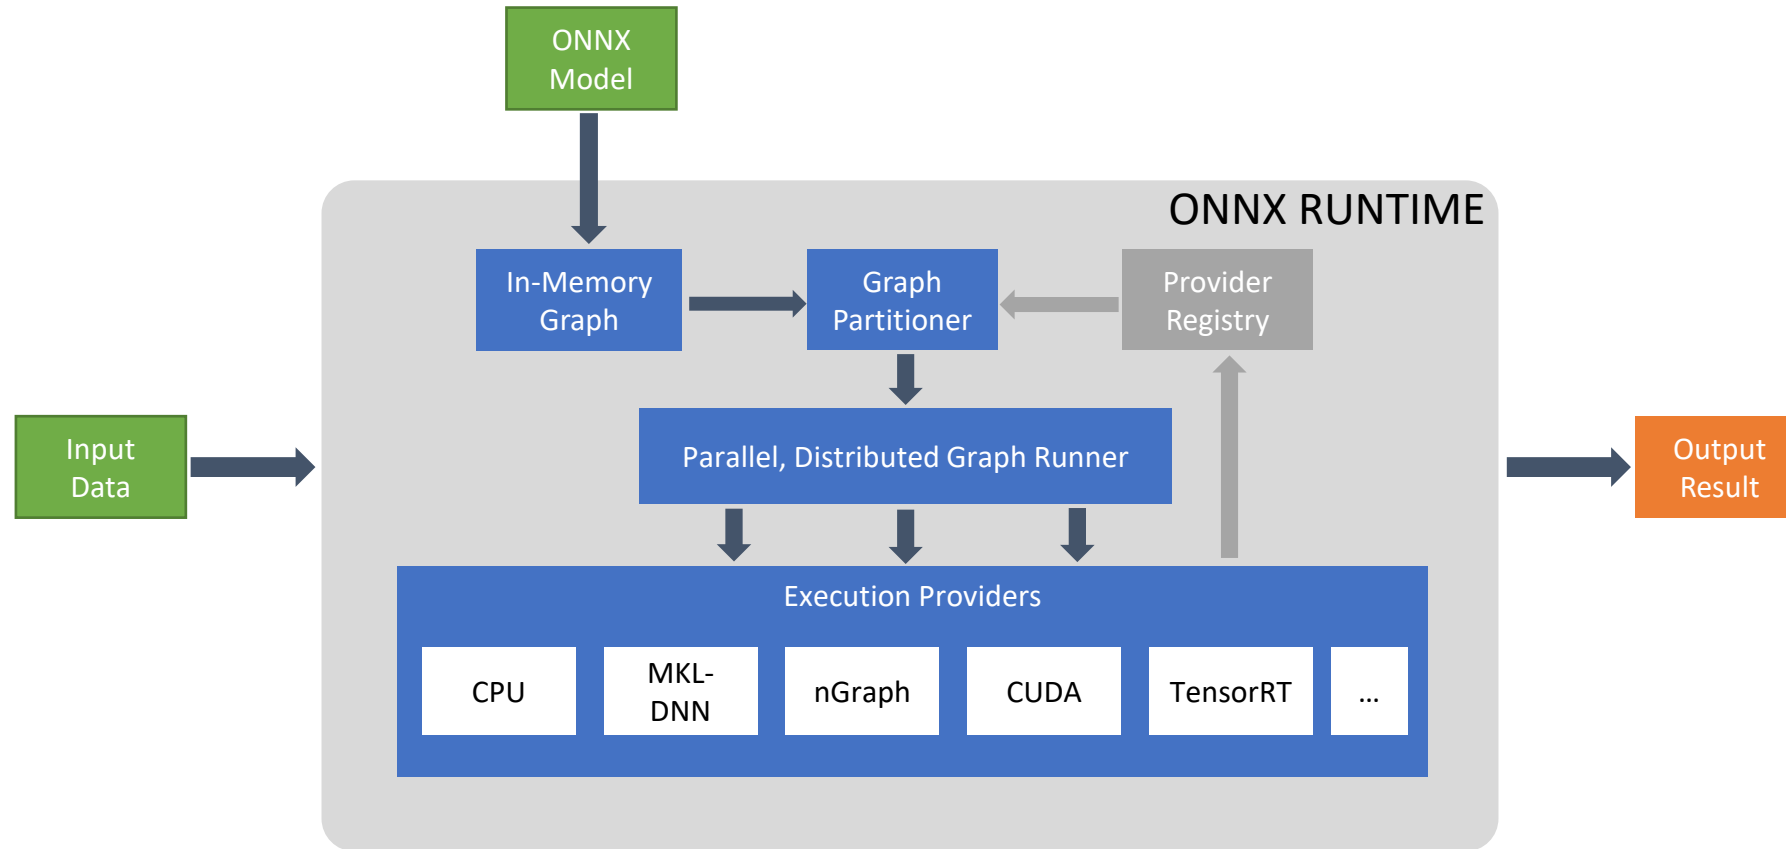 ONNX
Model
ONNX RUNTIME
In-Memory
Graph
Graph
Partitioner
Provider
Registry
Input
Data
Parallel, Distributed Graph Runner
Output
Result
Execution Providers
CPU
MKL-
DNN
nGraph
CUDA
TensorRT
...